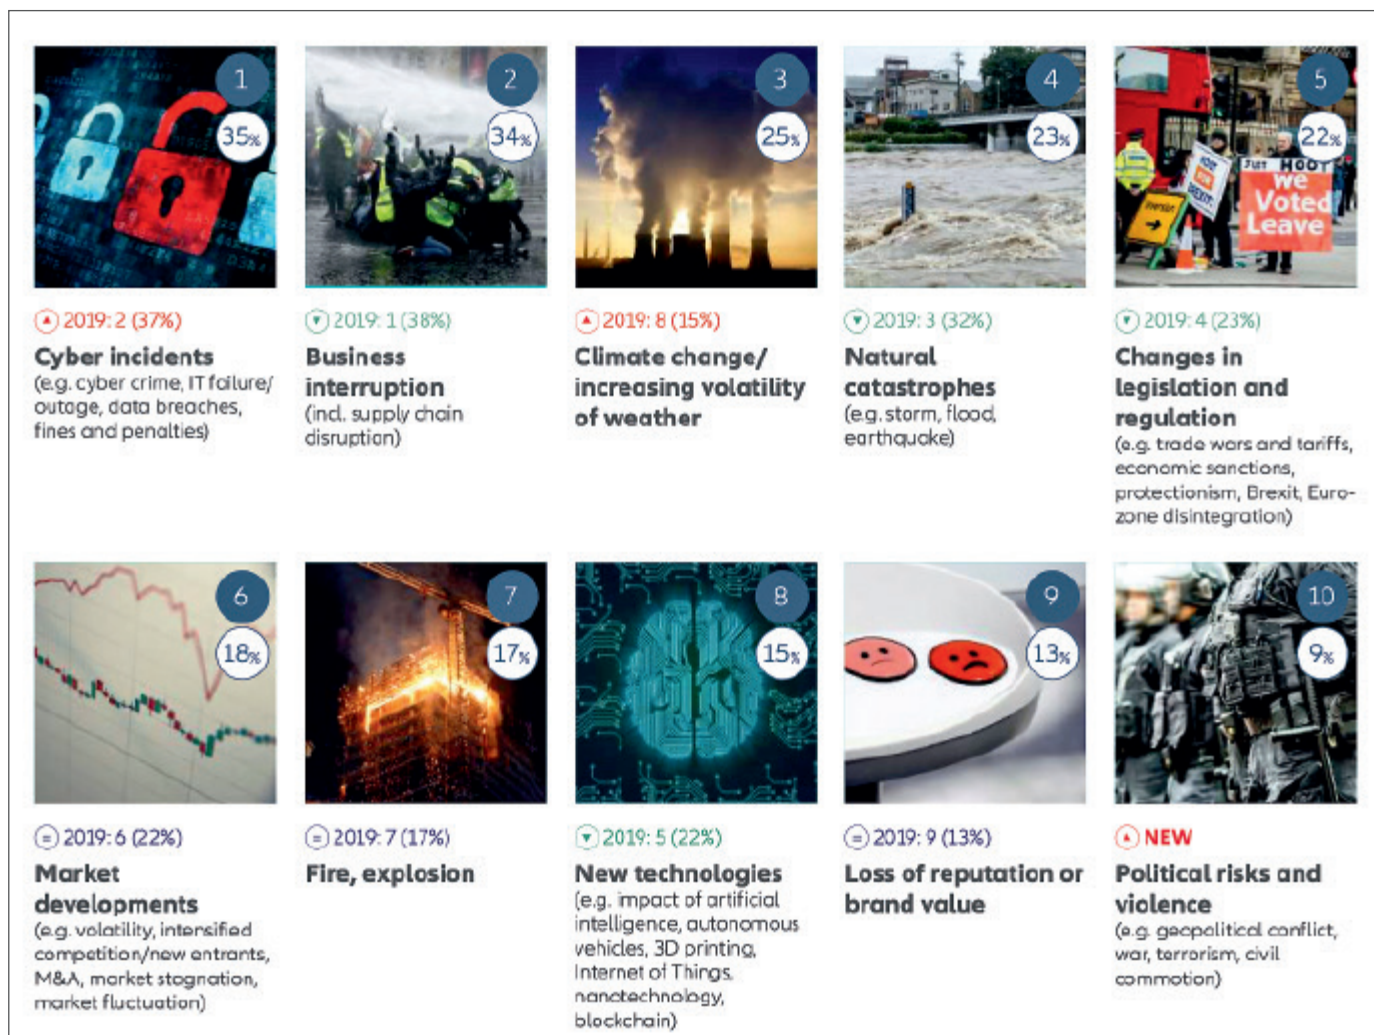 1
35%
2019: 2 (37%)
Cyber incidents
(e.g. cyber crime, IT failure/
outage, data breaches,
fines and penalties)
2
34%
2019: 1 (38%)
Business
interruption
(incl. supply chain
disruption)
3
25%
2019: 8 (15%)
Climate change/
increasing volatility
of weather
4
23%
2019: 3 (32%)
Natural
catastrophes
(e.g. storm, flood,
earthquake)
5
22%
We
Voted
Leave
2019: 4 (23%)
Changes in
legislation and
regulation
(e.g. trade wars and tariffs,
economic sanctions,
protectionism, Brexit, Euro-
zone disintegration)
6
18%
= 2019: 6 (22%)
Market
developments
(e.g. volatility, intensified
competition/new entrants,
M&A, market stagnation,
market fluctuation)
7
17%
= 2019: 7 (17%)
Fire, explosion
8
15%
2019: 5 (22%)
New technologies
(e.g. impact of artificial
intelligence, autonomous
vehicles, 3D printing,
Internet of Things,
nanotechnology,
blockchain)
9
13%
= 2019: 9 (13%)
Loss of reputation or
brand value
10
9%
NEW
Political risks and
violence
(e.g. geopolitical conflict,
war, terrorism, civil
commotion)